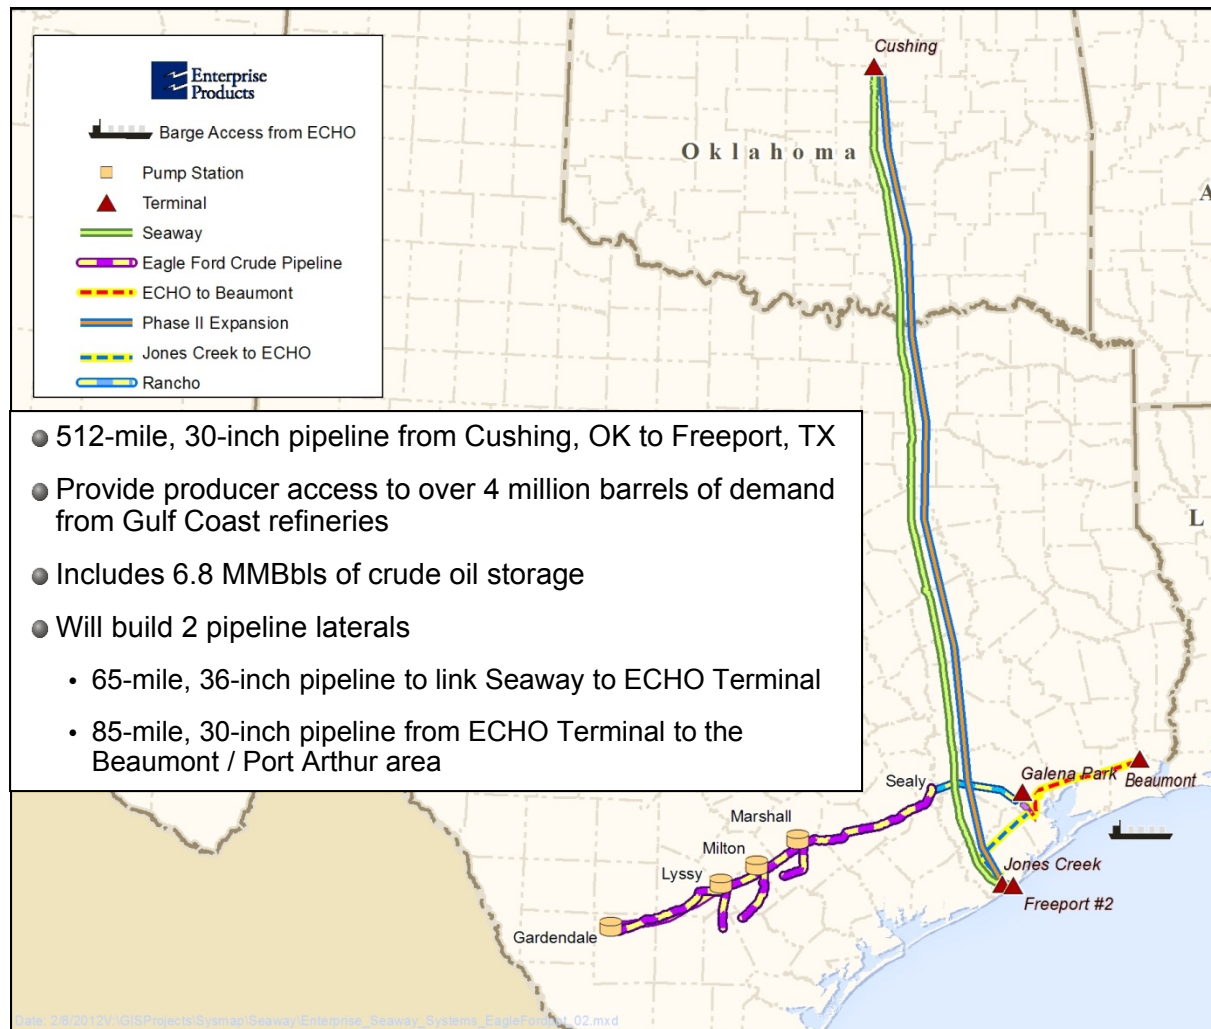 Cushing
Enterprise
Products
Barge Access from ECHO
Pump Station
Terminal
Seaway
Eagle Ford Crude Pipeline
ECHO to Beaumont
Phase II Expansion
Jones Creek to ECHO
Rancho
Oklahoma
A
L
512-mile, 30-inch pipeline from Cushing, OK to Freeport, TX
Provide producer access to over 4 million barrels of demand
from Gulf Coast refineries
Includes 6.8 MMBbls of crude oil storage
Will build 2 pipeline laterals
• 65-mile, 36-inch pipeline to link Seaway to ECHO Terminal
• 85-mile, 30-inch pipeline from ECHO Terminal to the
Beaumont / Port Arthur area
Sealy
Galena Park
Beaumont
Marshall
Milton
Lyssy
Gardendale
Jones Creek
Freeport #2